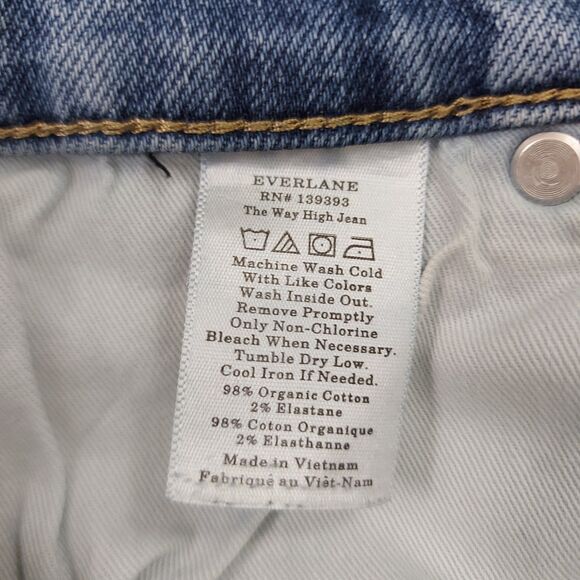 EVERLANE
RN# 139393
The Way High Jean
Machine Wash Cold
With Like Colors
Wash Inside Out.
Remove Promptly
Only Non-Chlorine
Bleach When Necessary.
Tumble Dry Low.
Cool Iron If Needed.
98% Organic Cotton
2% Elastane
98% Coton Organique
2% Elasthanne
Made in Vietnam
Fabriqué au Viêt-Nam